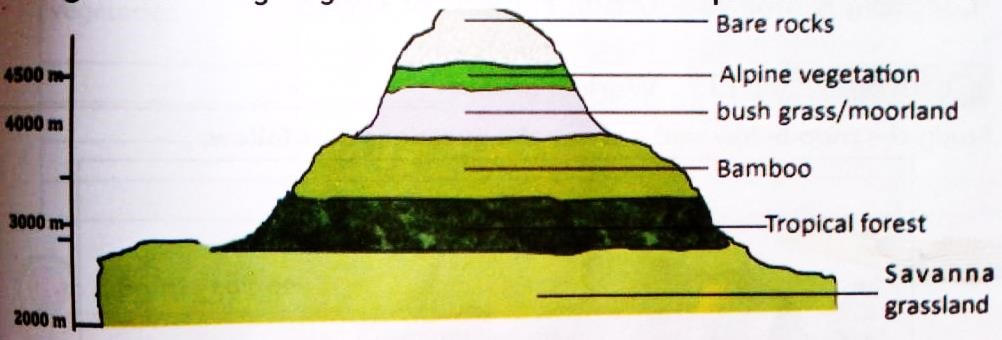 Bare rocks
4500 m
Alpine vegetation
bush grass/moorland
4000 m
Bamboo
3000 m
Tropical forest
Savanna
grassland
2000 m